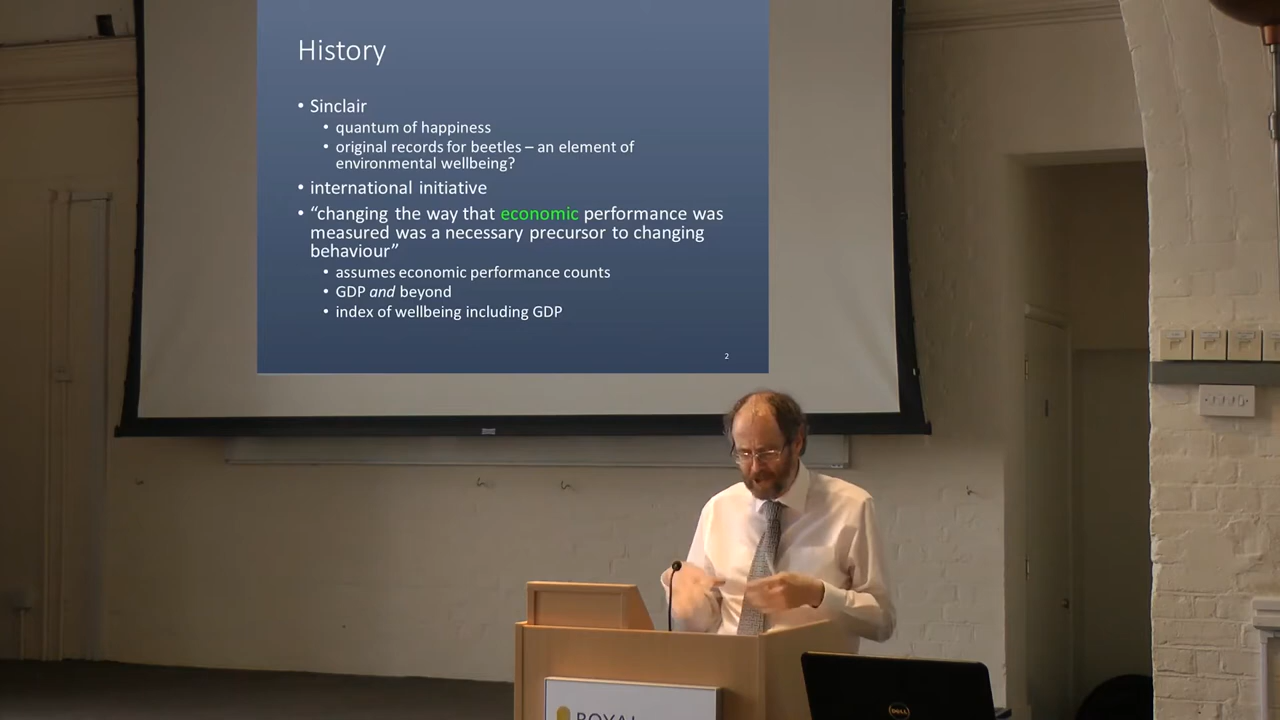 History
• Sinclair
• quantum of happiness
• original records for beetles – an element of
environmental wellbeing?
• international initiative
• “changing the way that economic performance was
measured was a necessary precursor to changing
behaviour”
• assumes economic performance counts
• GDP and beyond
• index of wellbeing including GDP
2
ROYAL
DELL